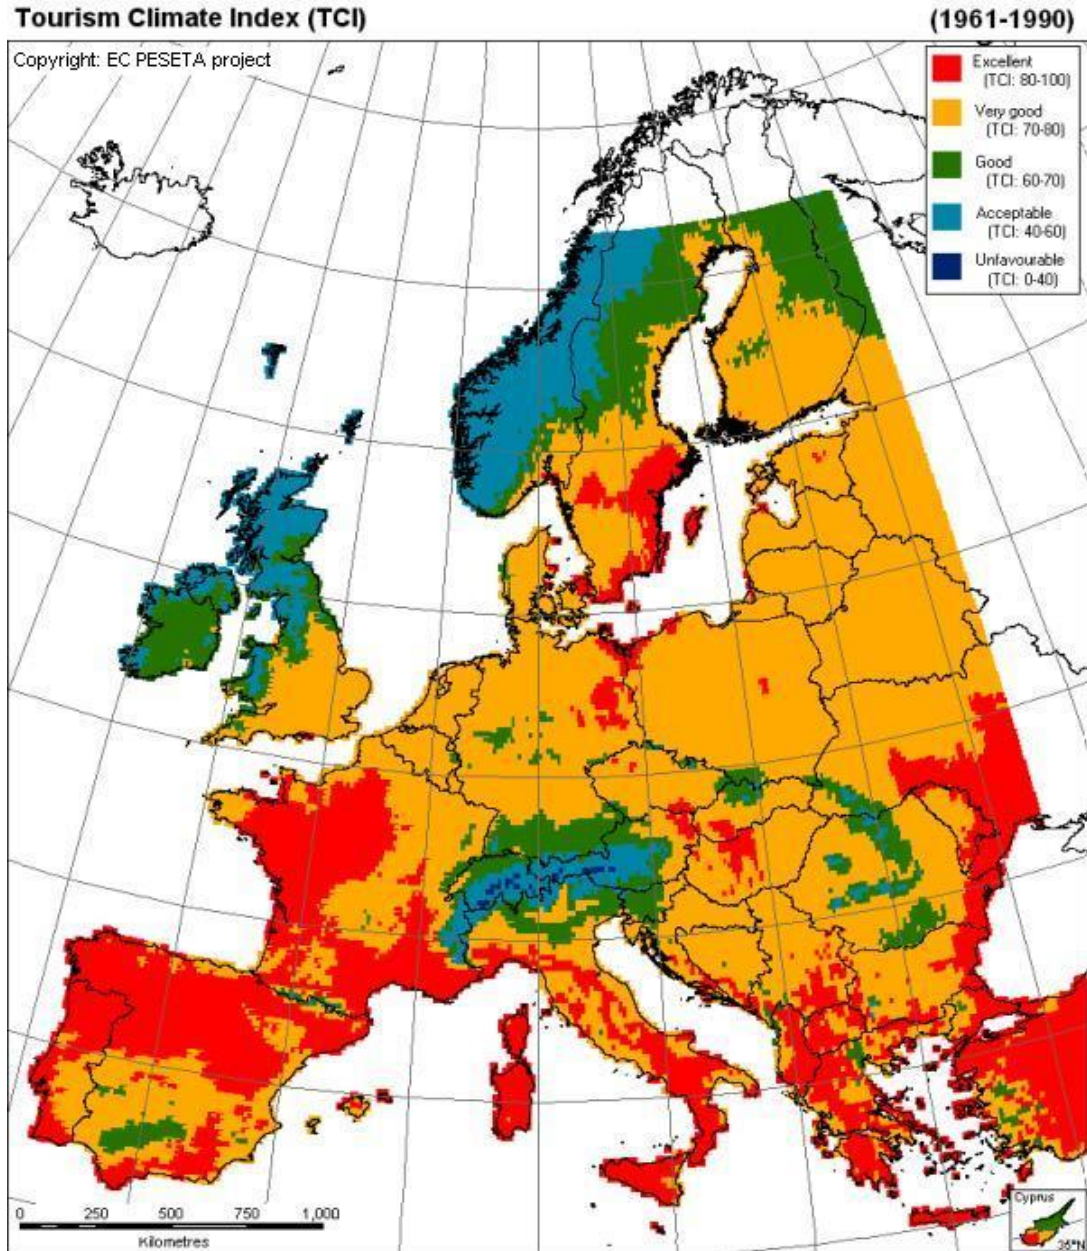 Tourism Climate Index (TCI) (1961-1990)
Copyright: EC PESETA project
Excellent
(TCI: 80-100)
Very good
(TCI: 70-80)
Good
(TCI: 60-70)
Acceptable
(TCI: 40-60)
Unfavourable
(TCI: 0-40)
0 250 500 750 1,000
Kilometres
Cyprus
35°N